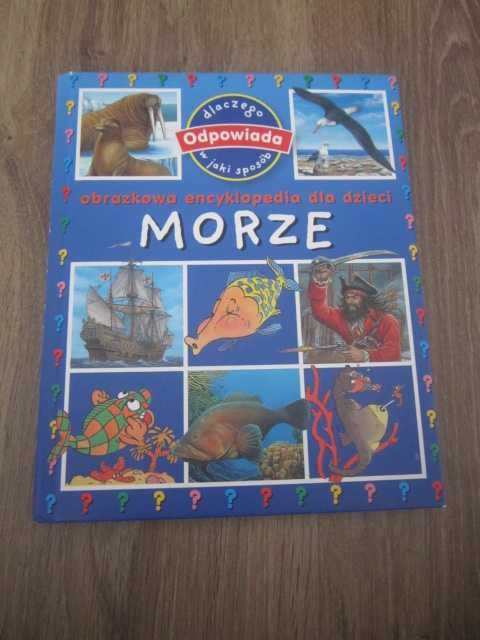 dlaczego
Odpowiada
w jaki sposób
obrazkowa encyklopedia dla dzieci
MORZE